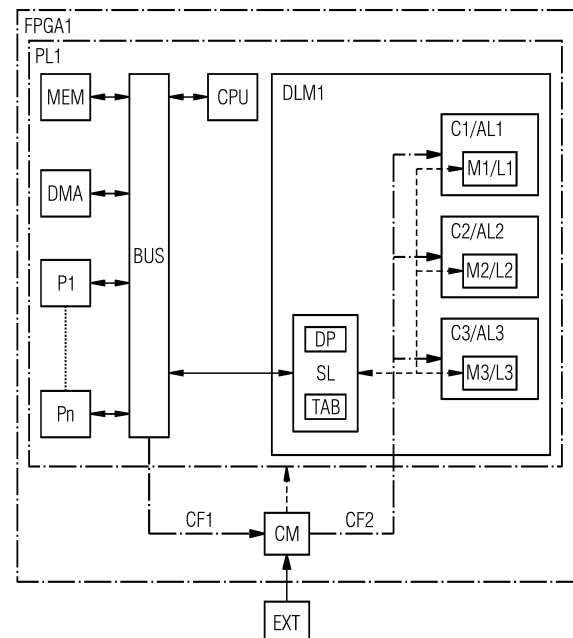 FPGA1
PL1
MEM
CPU
DLM1
C1/AL1
M1/L1
DMA
BUS
C2/AL2
M2/L2
P1
C3/AL3
M3/L3
DP
SL
TAB
Pn
CF1
CM
CF2
EXT